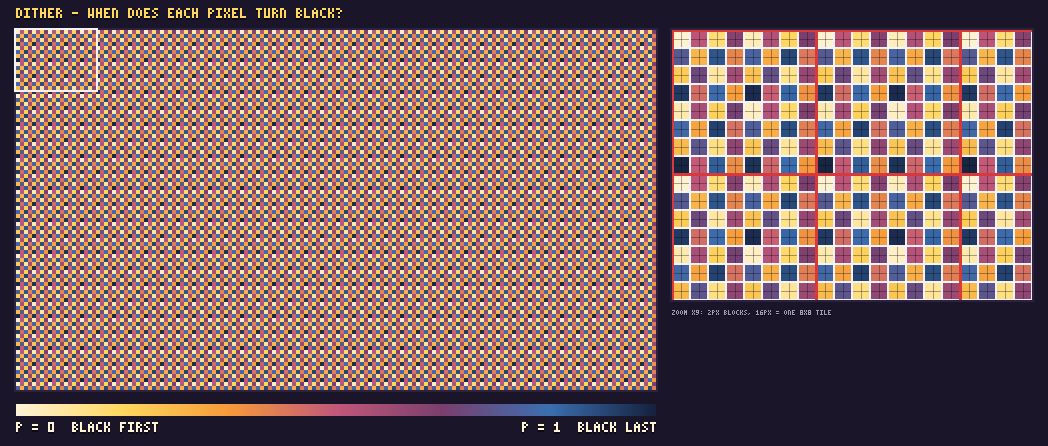 DITHER - WHEN DOES EACH PIXEL TURN BLACK?
ZOOM X9: 2PX BLOCKS, 16PX = ONE 8X8 TILE
P = 0 BLACK FIRST
P = 1 BLACK LAST